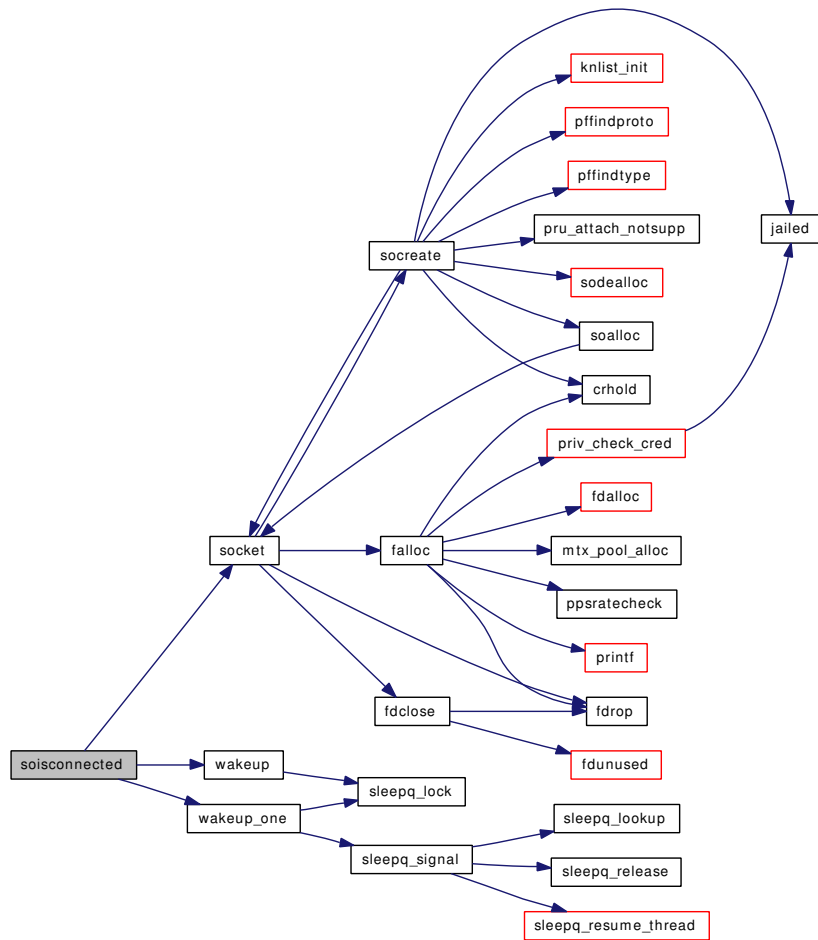 knlist_init
pffindproto
pffindtype
pru_attach_notsupp
jailed
socreate
sodealloc
soalloc
crhold
priv_check_cred
fdalloc
socket
falloc
mtx_pool_alloc
ppsratecheck
printf
fdclose
fdrop
soisconnected
wakeup
fdunused
sleepq_lock
wakeup_one
sleepq_lookup
sleepq_signal
sleepq_release
sleepq_resume_thread